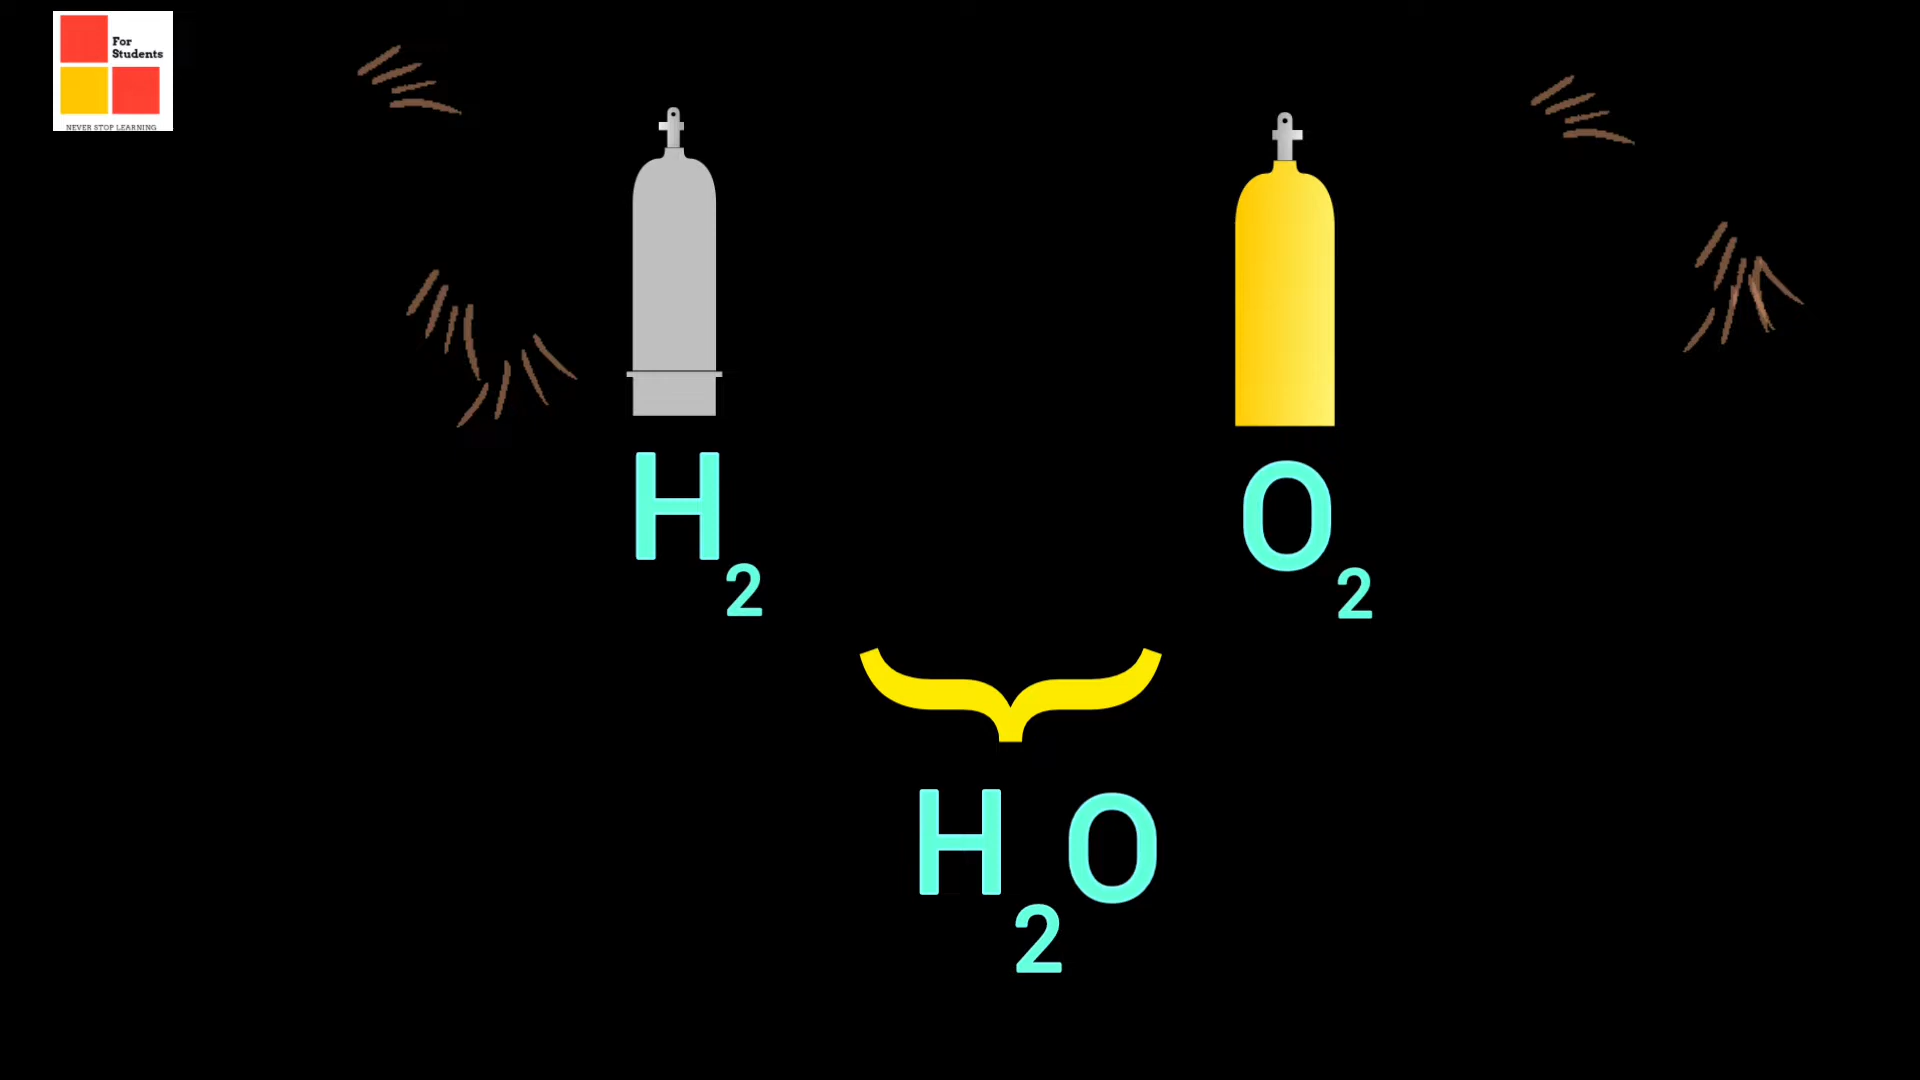 For
Students
NEVER STOP LEARNING
H₂
O₂
H₂O